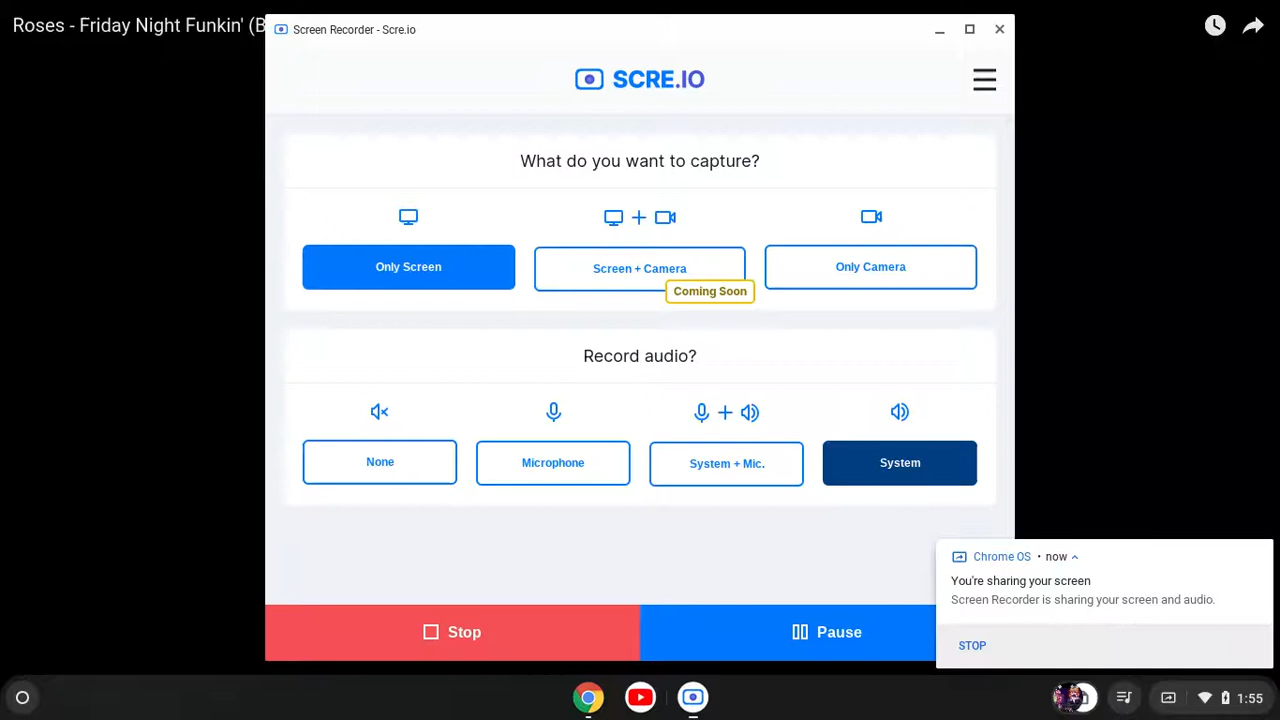 Roses - Friday Night Funkin' (B
Screen Recorder - Scre.io
SCRE.IO
What do you want to capture?
Only Screen
Screen + Camera
Only Camera
Coming Soon
Record audio?
None
Microphone
System + Mic.
System
Stop
Pause
Chrome OS • now
You're sharing your screen
Screen Recorder is sharing your screen and audio.
STOP
1:55